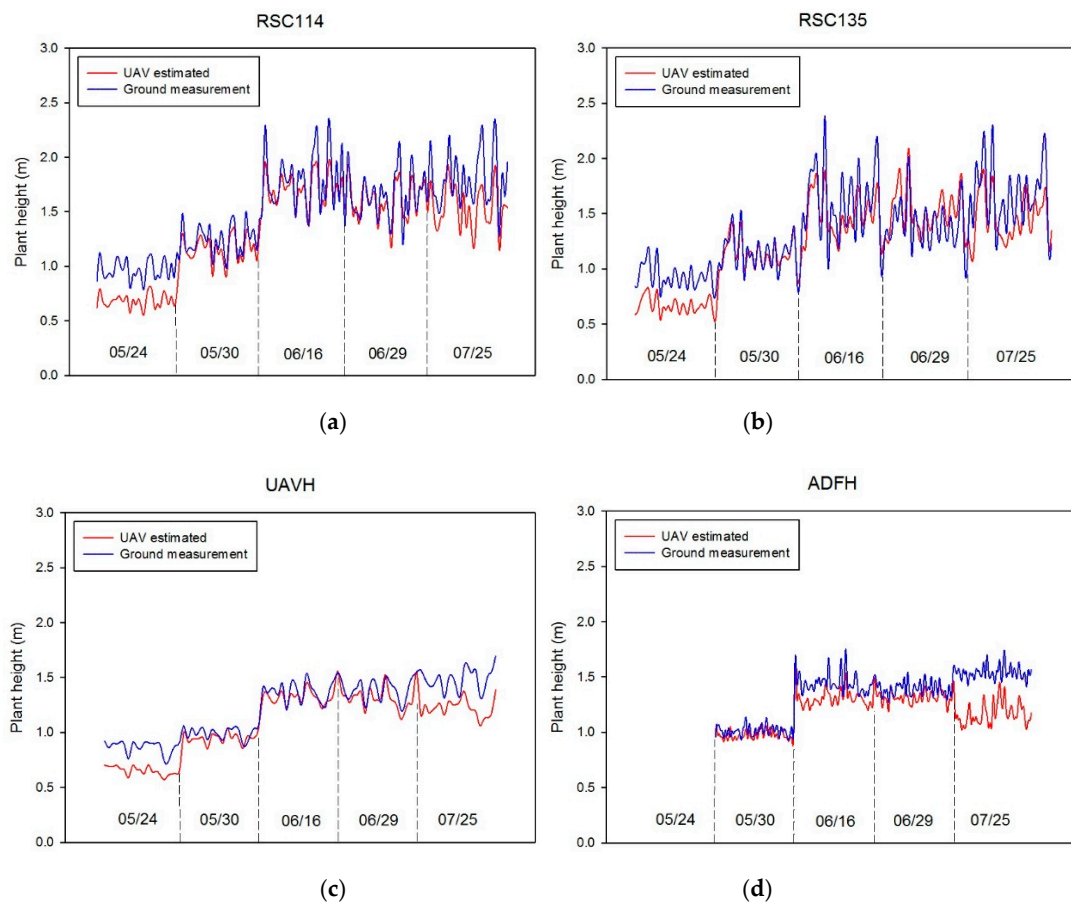 RSC114
3.0
UAV estimated
Ground measurement
2.5
2.0
1.5
1.0
0.5
0.0
Plant height (m)
05/24
05/30
06/16
06/29
07/25
(a)
RSC135
3.0
UAV estimated
Ground measurement
2.5
2.0
1.5
1.0
0.5
0.0
Plant height (m)
05/24
05/30
06/16
06/29
07/25
(b)
UAVH
3.0
UAV estimated
Ground measurement
2.5
2.0
1.5
1.0
0.5
0.0
Plant height (m)
05/24
05/30
06/16
06/29
07/25
(c)
ADFH
3.0
UAV estimated
Ground measurement
2.5
2.0
1.5
1.0
0.5
0.0
Plant height (m)
05/24
05/30
06/16
06/29
07/25
(d)